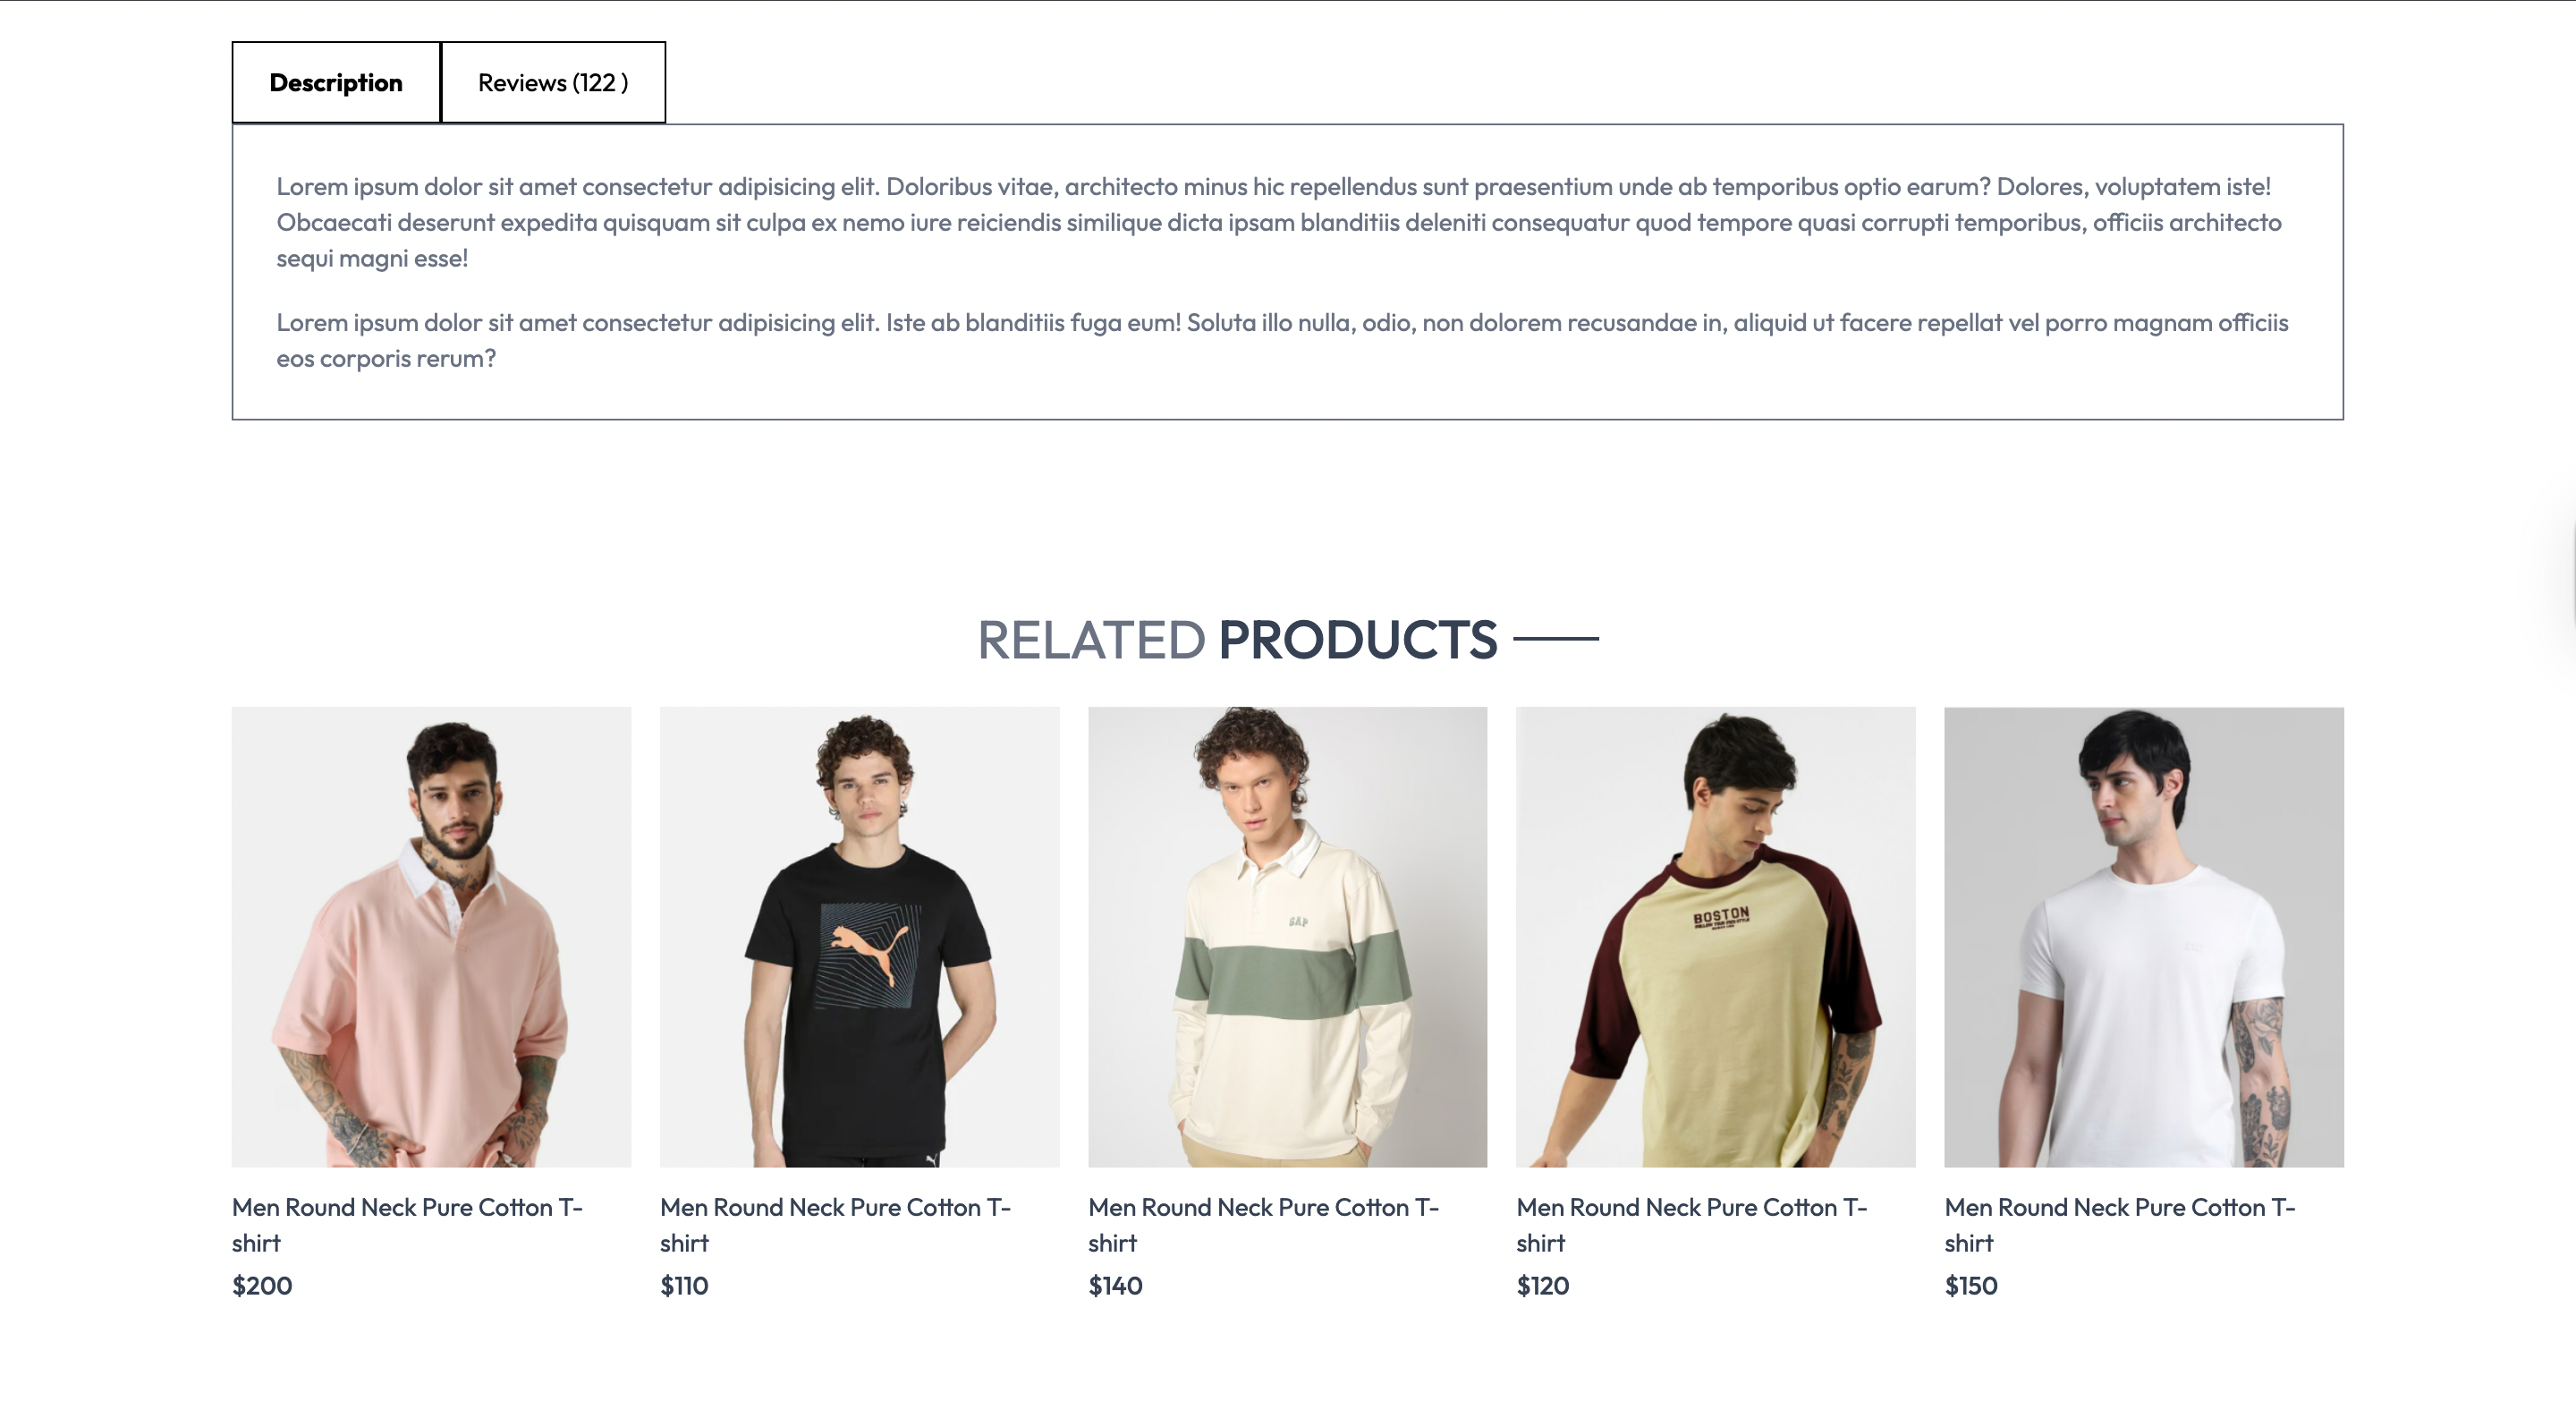 Description
Reviews (122 )
Lorem ipsum dolor sit amet consectetur adipisicing elit. Doloribus vitae, architecto minus hic repellendus sunt praesentium unde ab temporibus optio earum? Dolores, voluptatem iste!
Obcaecati deserunt expedita quisquam sit culpa ex nemo iure reiciendis similique dicta ipsam blanditiis deleniti consequatur quod tempore quasi corrupti temporibus, officiis architecto
sequi magni esse!
Lorem ipsum dolor sit amet consectetur adipisicing elit. Iste ab blanditiis fuga eum! Soluta illo nulla, odio, non dolorem recusandae in, aliquid ut facere repellat vel porro magnam officiis
eos corporis rerum?
RELATED PRODUCTS
GAP
BOSTON
Men Round Neck Pure Cotton T-
shirt
$200
Men Round Neck Pure Cotton T-
shirt
$110
Men Round Neck Pure Cotton T-
shirt
$140
Men Round Neck Pure Cotton T-
shirt
$120
Men Round Neck Pure Cotton T-
shirt
$150